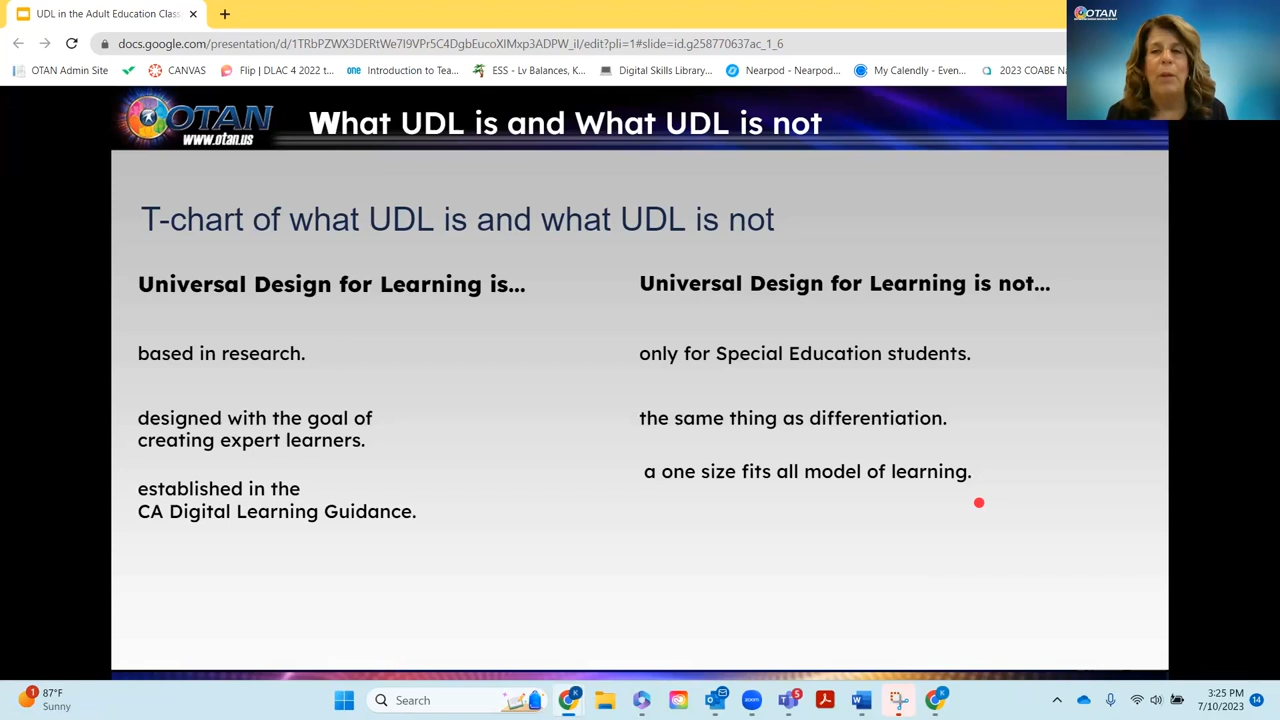 UDL in the Adult Education Class
docs.google.com/presentation/d/1TRbPZWX3DERtWe7I9VPr5C4DgbEucoXIMxp3ADPW_iI/edit?pli=1#slide=id.g258770637ac_1_6
OTAN Admin Site
CANVAS
Flip | DLAC 4 2022 t...
one Introduction to Tea...
ESS - Lv Balances, K...
Digital Skills Library...
Nearpod - Nearpod...
My Calendly - Even...
2023 COABE Na
OTAN
OTAN
www.otan.us
What UDL is and What UDL is not
T-chart of what UDL is and what UDL is not
Universal Design for Learning is...
based in research.
designed with the goal of
creating expert learners.
established in the
CA Digital Learning Guidance.
Universal Design for Learning is not...
only for Special Education students.
the same thing as differentiation.
a one size fits all model of learning.
1
87°F
Sunny
Search
K
zoom
5
K
3:25 PM
7/10/2023
14